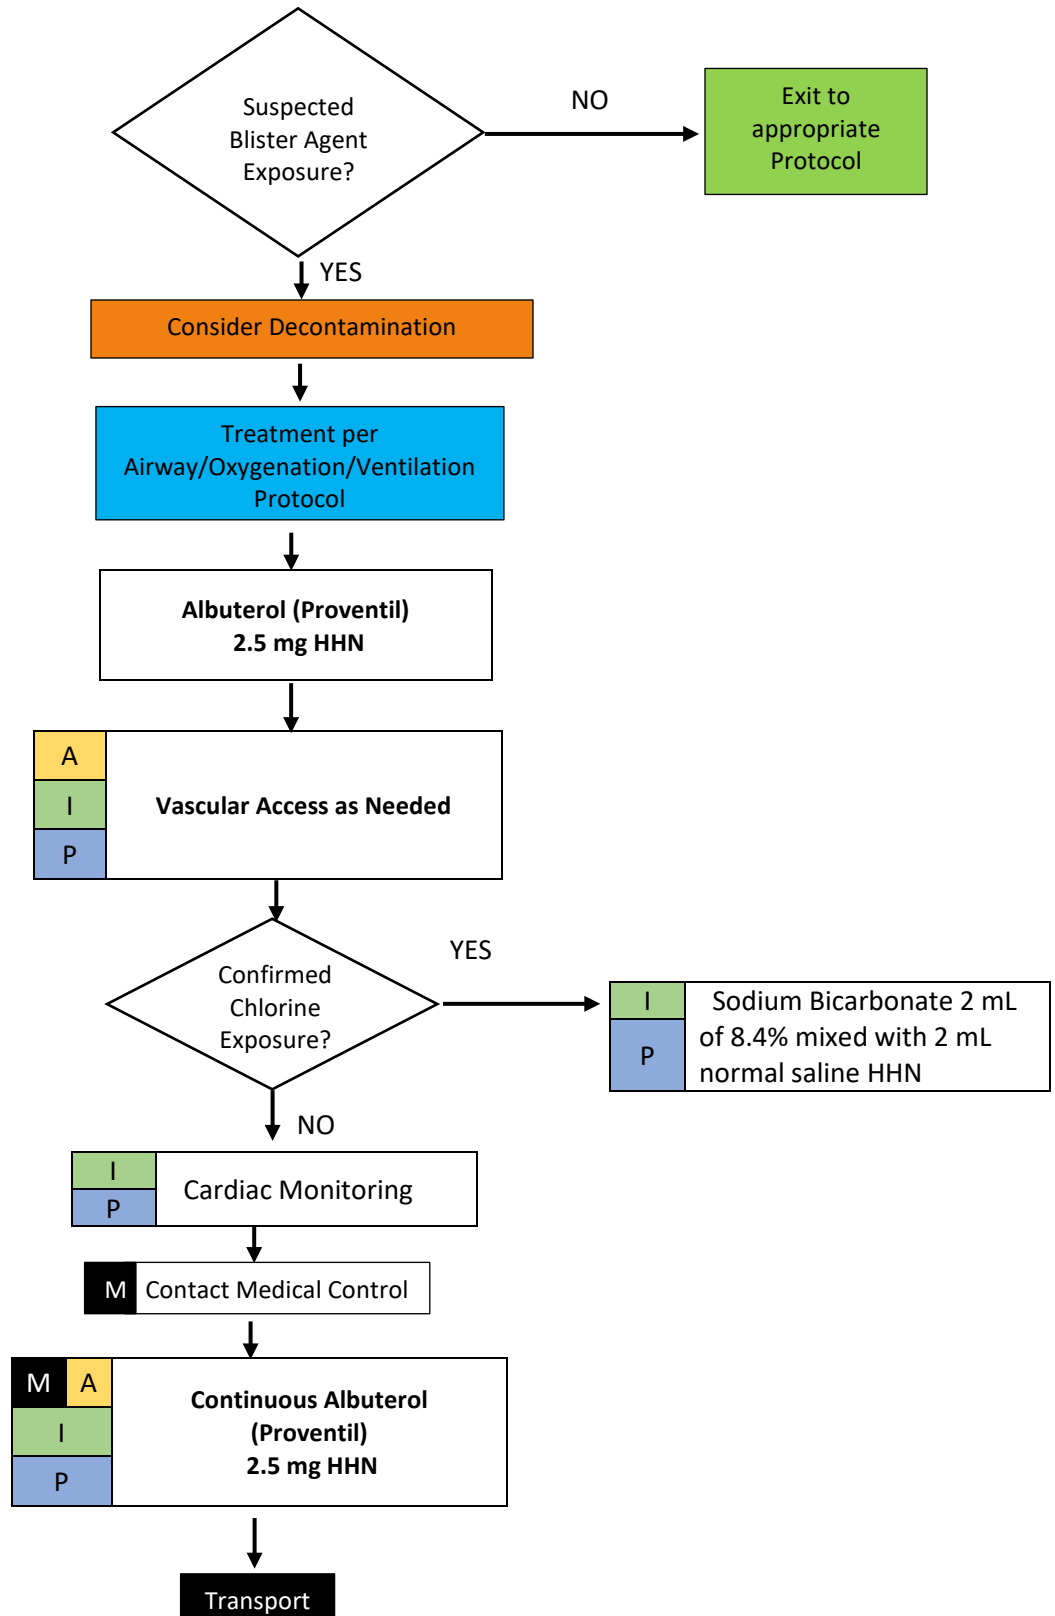 Suspected
Blister Agent
Exposure?
NO
Exit to
appropriate
Protocol
YES
Consider Decontamination
Treatment per
Airway/Oxygenation/Ventilation
Protocol
Albuterol (Proventil)
2.5 mg HHN
A
I
P
Vascular Access as Needed
Confirmed
Chlorine
Exposure?
YES
I
P
Sodium Bicarbonate 2 mL
of 8.4% mixed with 2 mL
normal saline HHN
NO
I
P
Cardiac Monitoring
M
Contact Medical Control
M A
I
P
Continuous Albuterol
(Proventil)
2.5 mg HHN
Transport